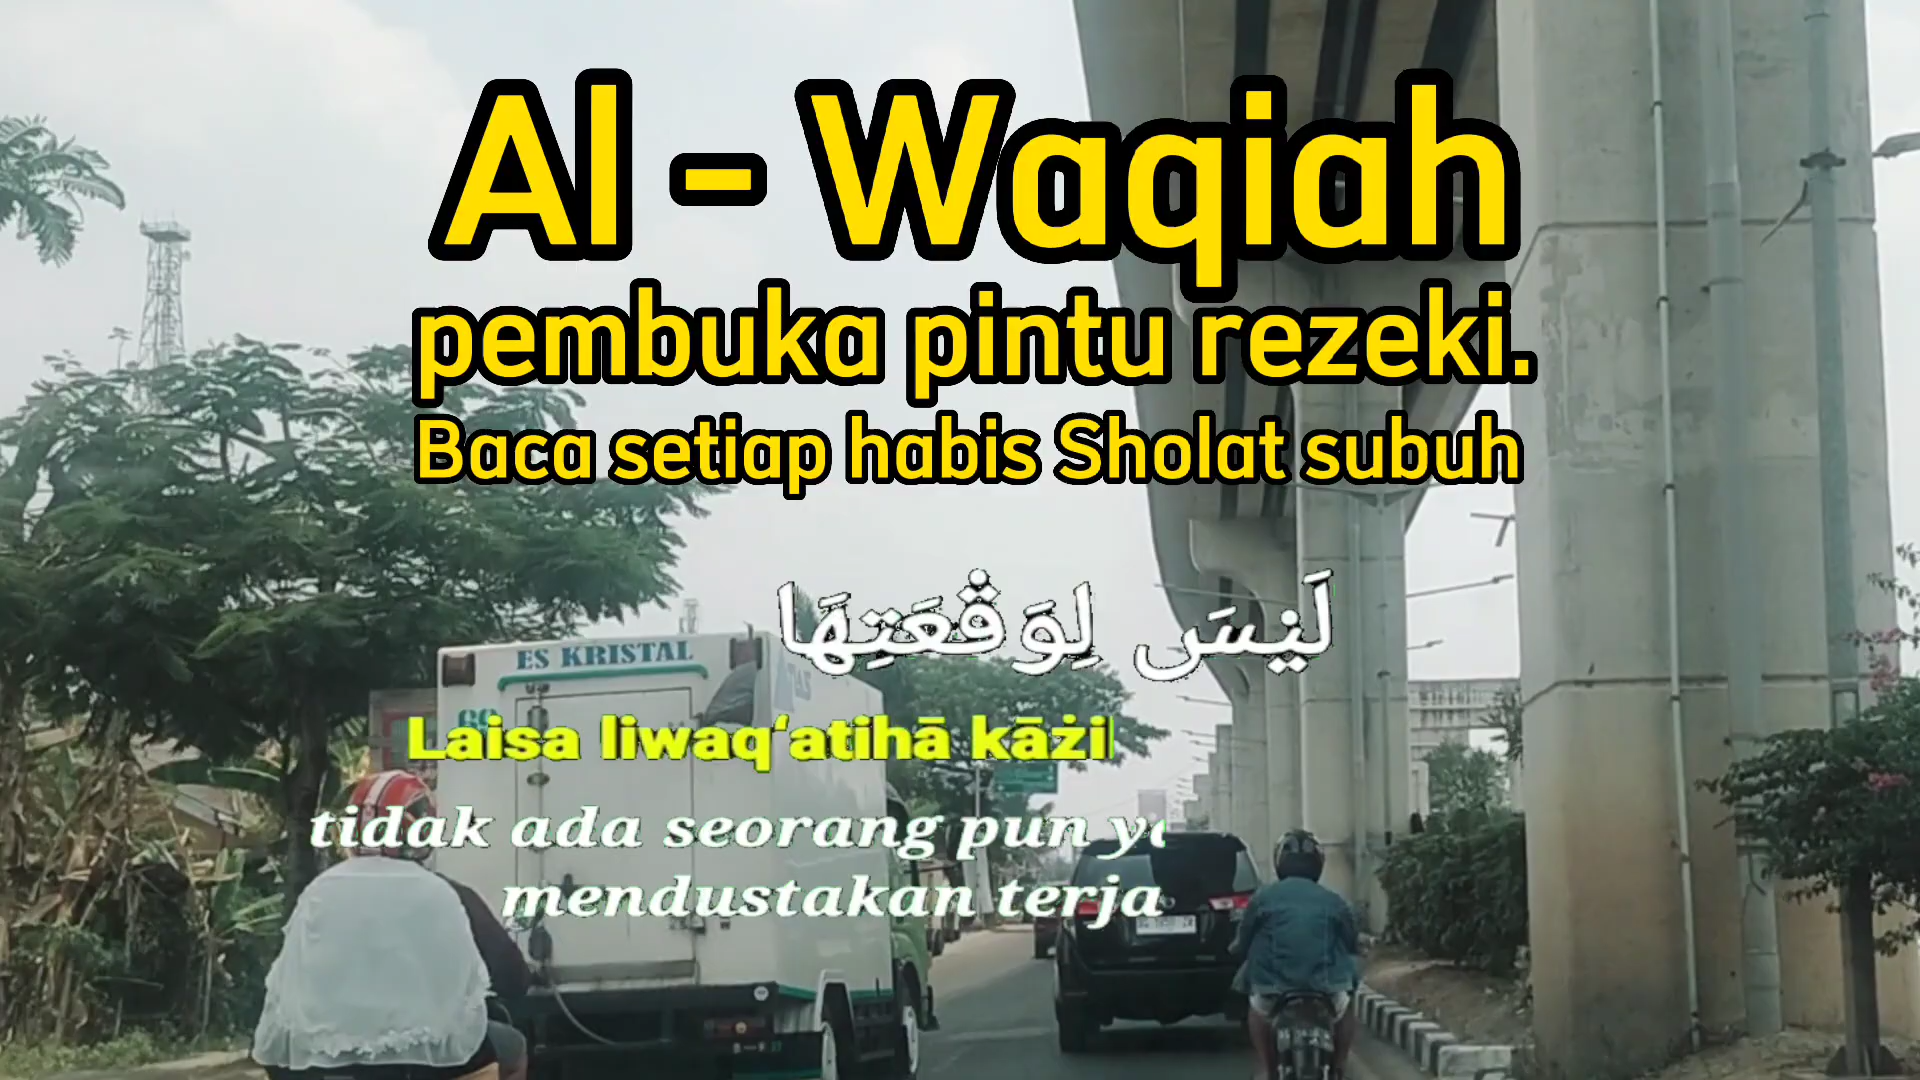 Al - Waqiah
pembuka pintu rezeki.
Baca setiap habis Sholat subuh
لَيْسَ لِوَقْعَتِهَا
ES KRISTAL
69
Laisa liwaq‘atihā kāżi
tidak ada seorang pun
mendustakan terja